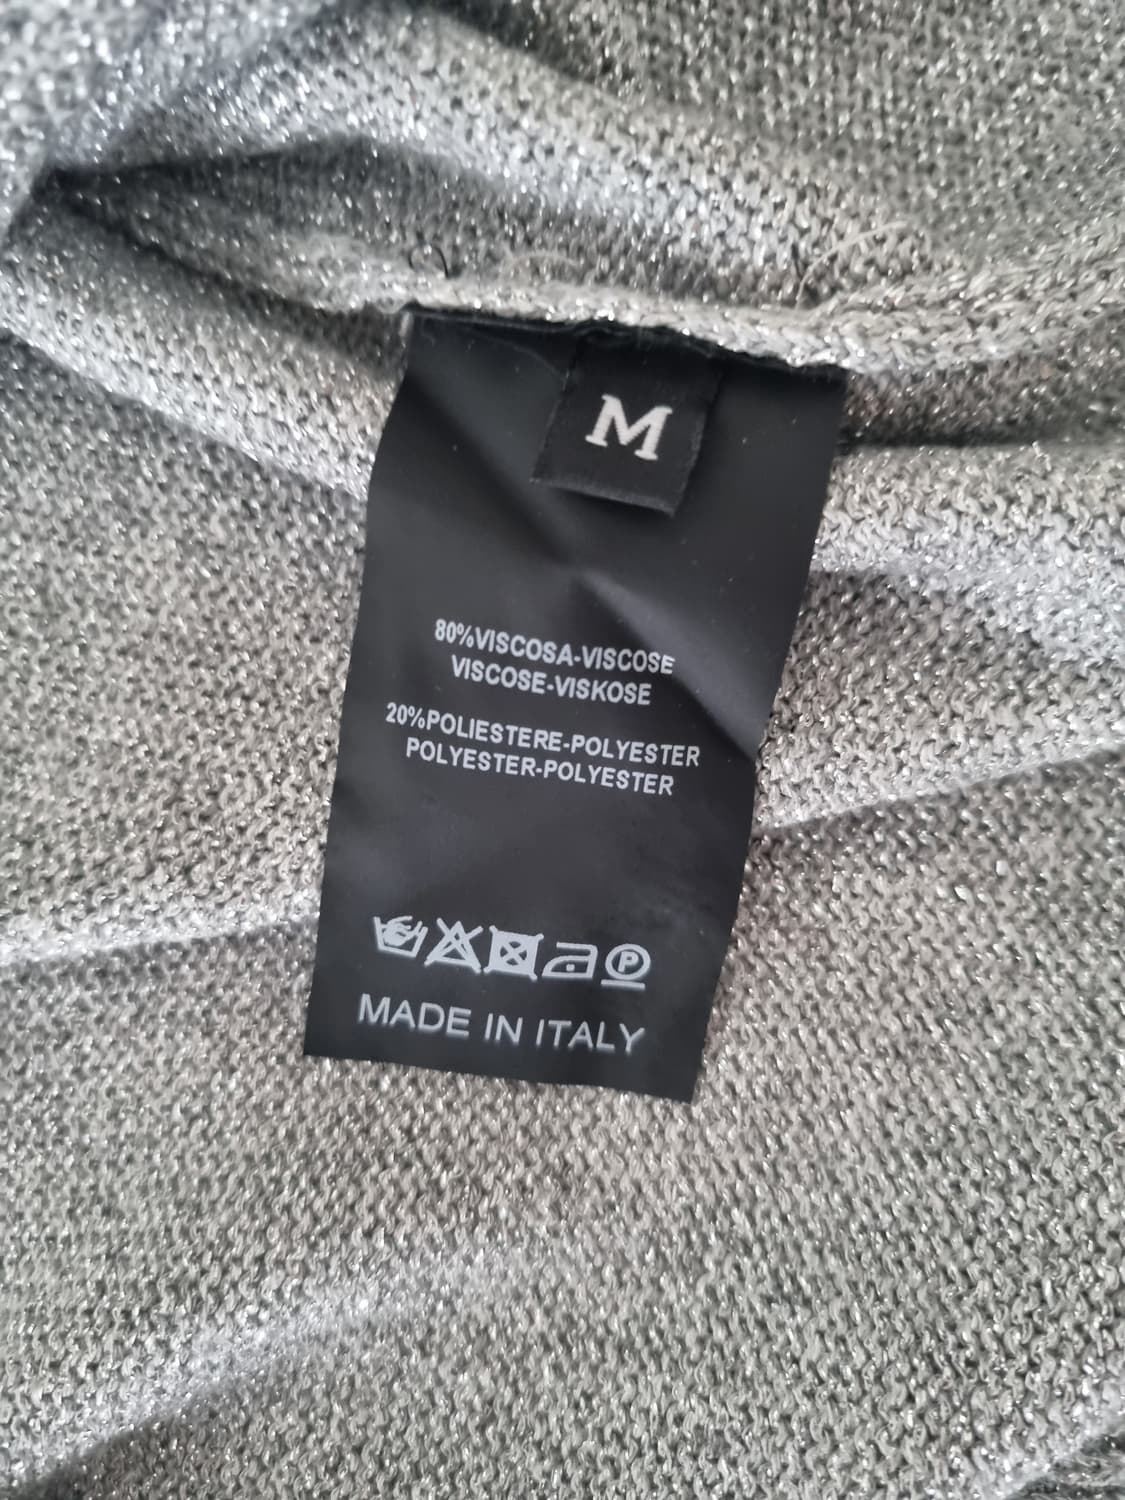 M
80%VISCOSA-VISCOSE
VISCOSE-VISKOSE
20%POLIESTERE-POLYESTER
POLYESTER-POLYESTER
P
MADE IN ITALY